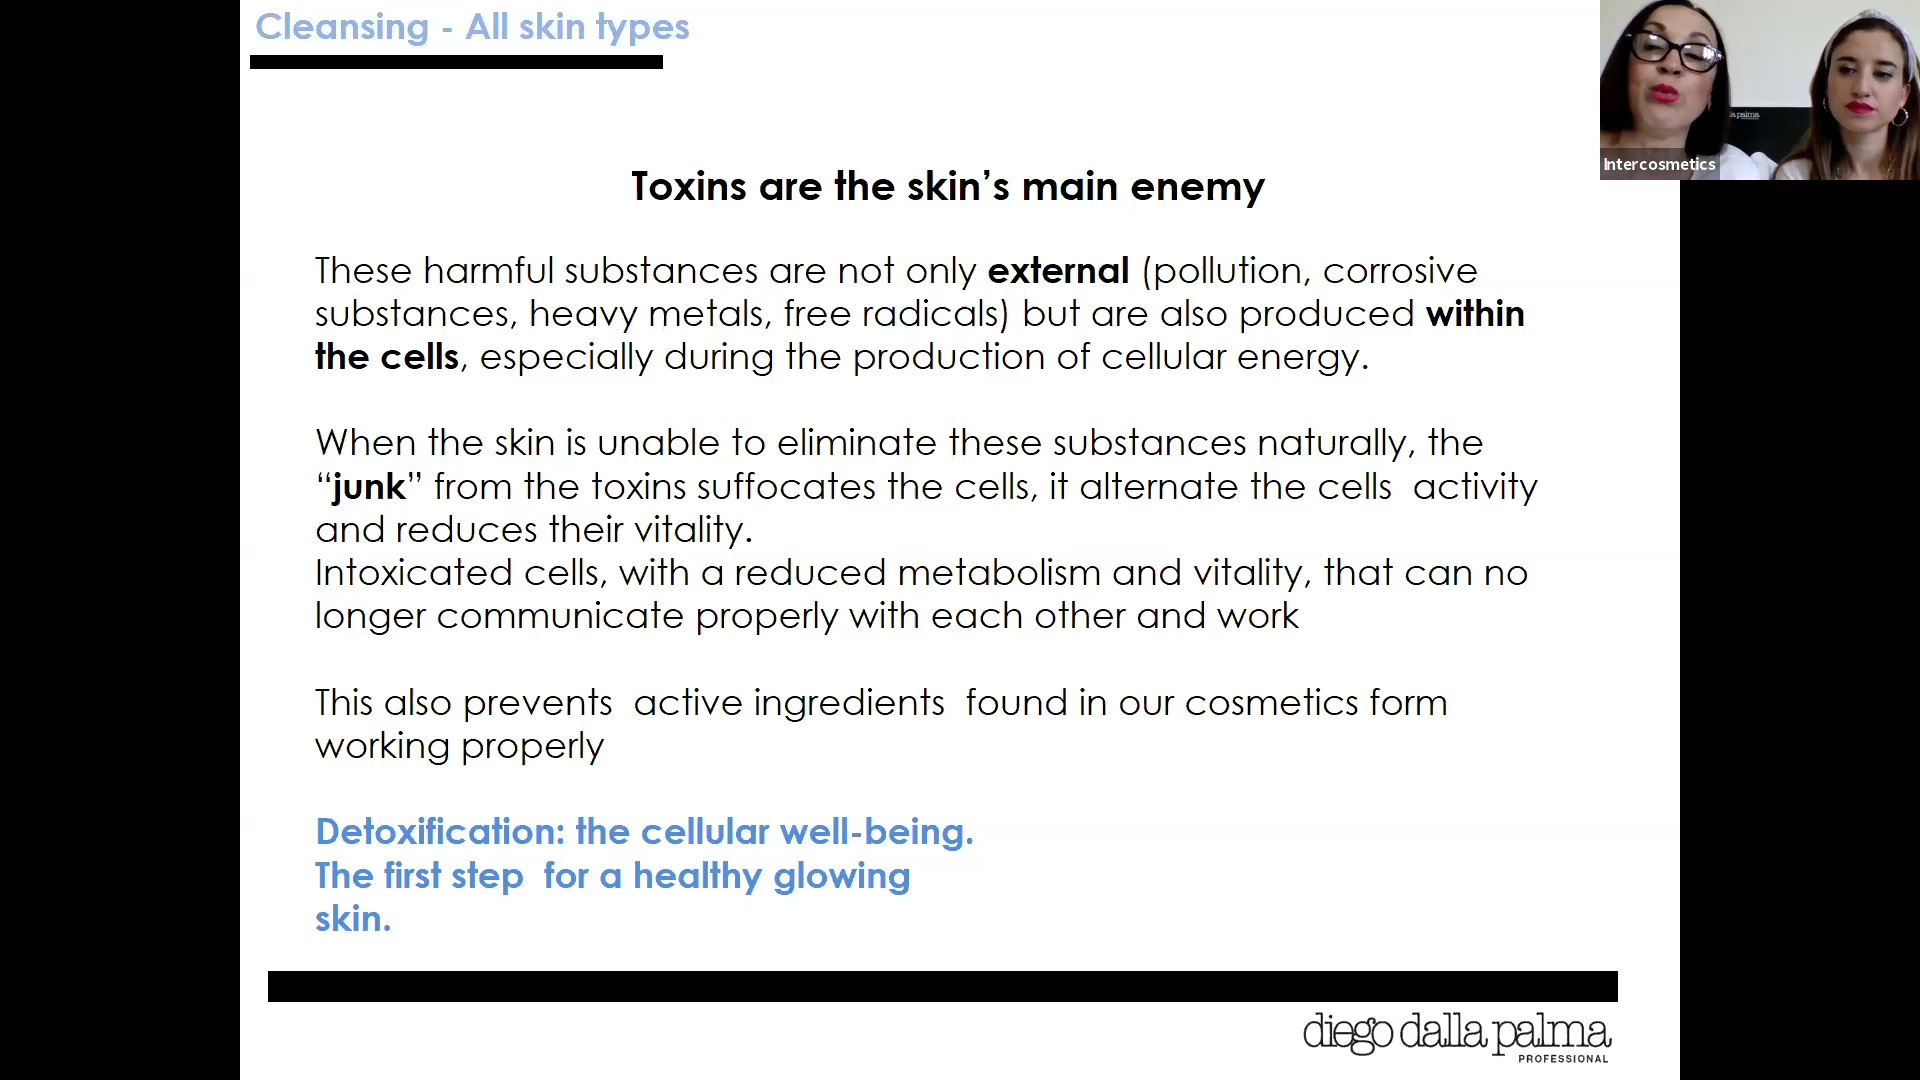 Cleansing - All skin types
Toxins are the skin’s main enemy
These harmful substances are not only external (pollution, corrosive
substances, heavy metals, free radicals) but are also produced within
the cells, especially during the production of cellular energy.
When the skin is unable to eliminate these substances naturally, the
“junk” from the toxins suffocates the cells, it alternate the cells  activity
and reduces their vitality.
Intoxicated cells, with a reduced metabolism and vitality, that can no
longer communicate properly with each other and work
This also prevents  active ingredients  found in our cosmetics form
working properly
Detoxification: the cellular well-being.
The first step  for a healthy glowing
skin.
diego dalla palma
PROFESSIONAL
palma
Intercosmetics